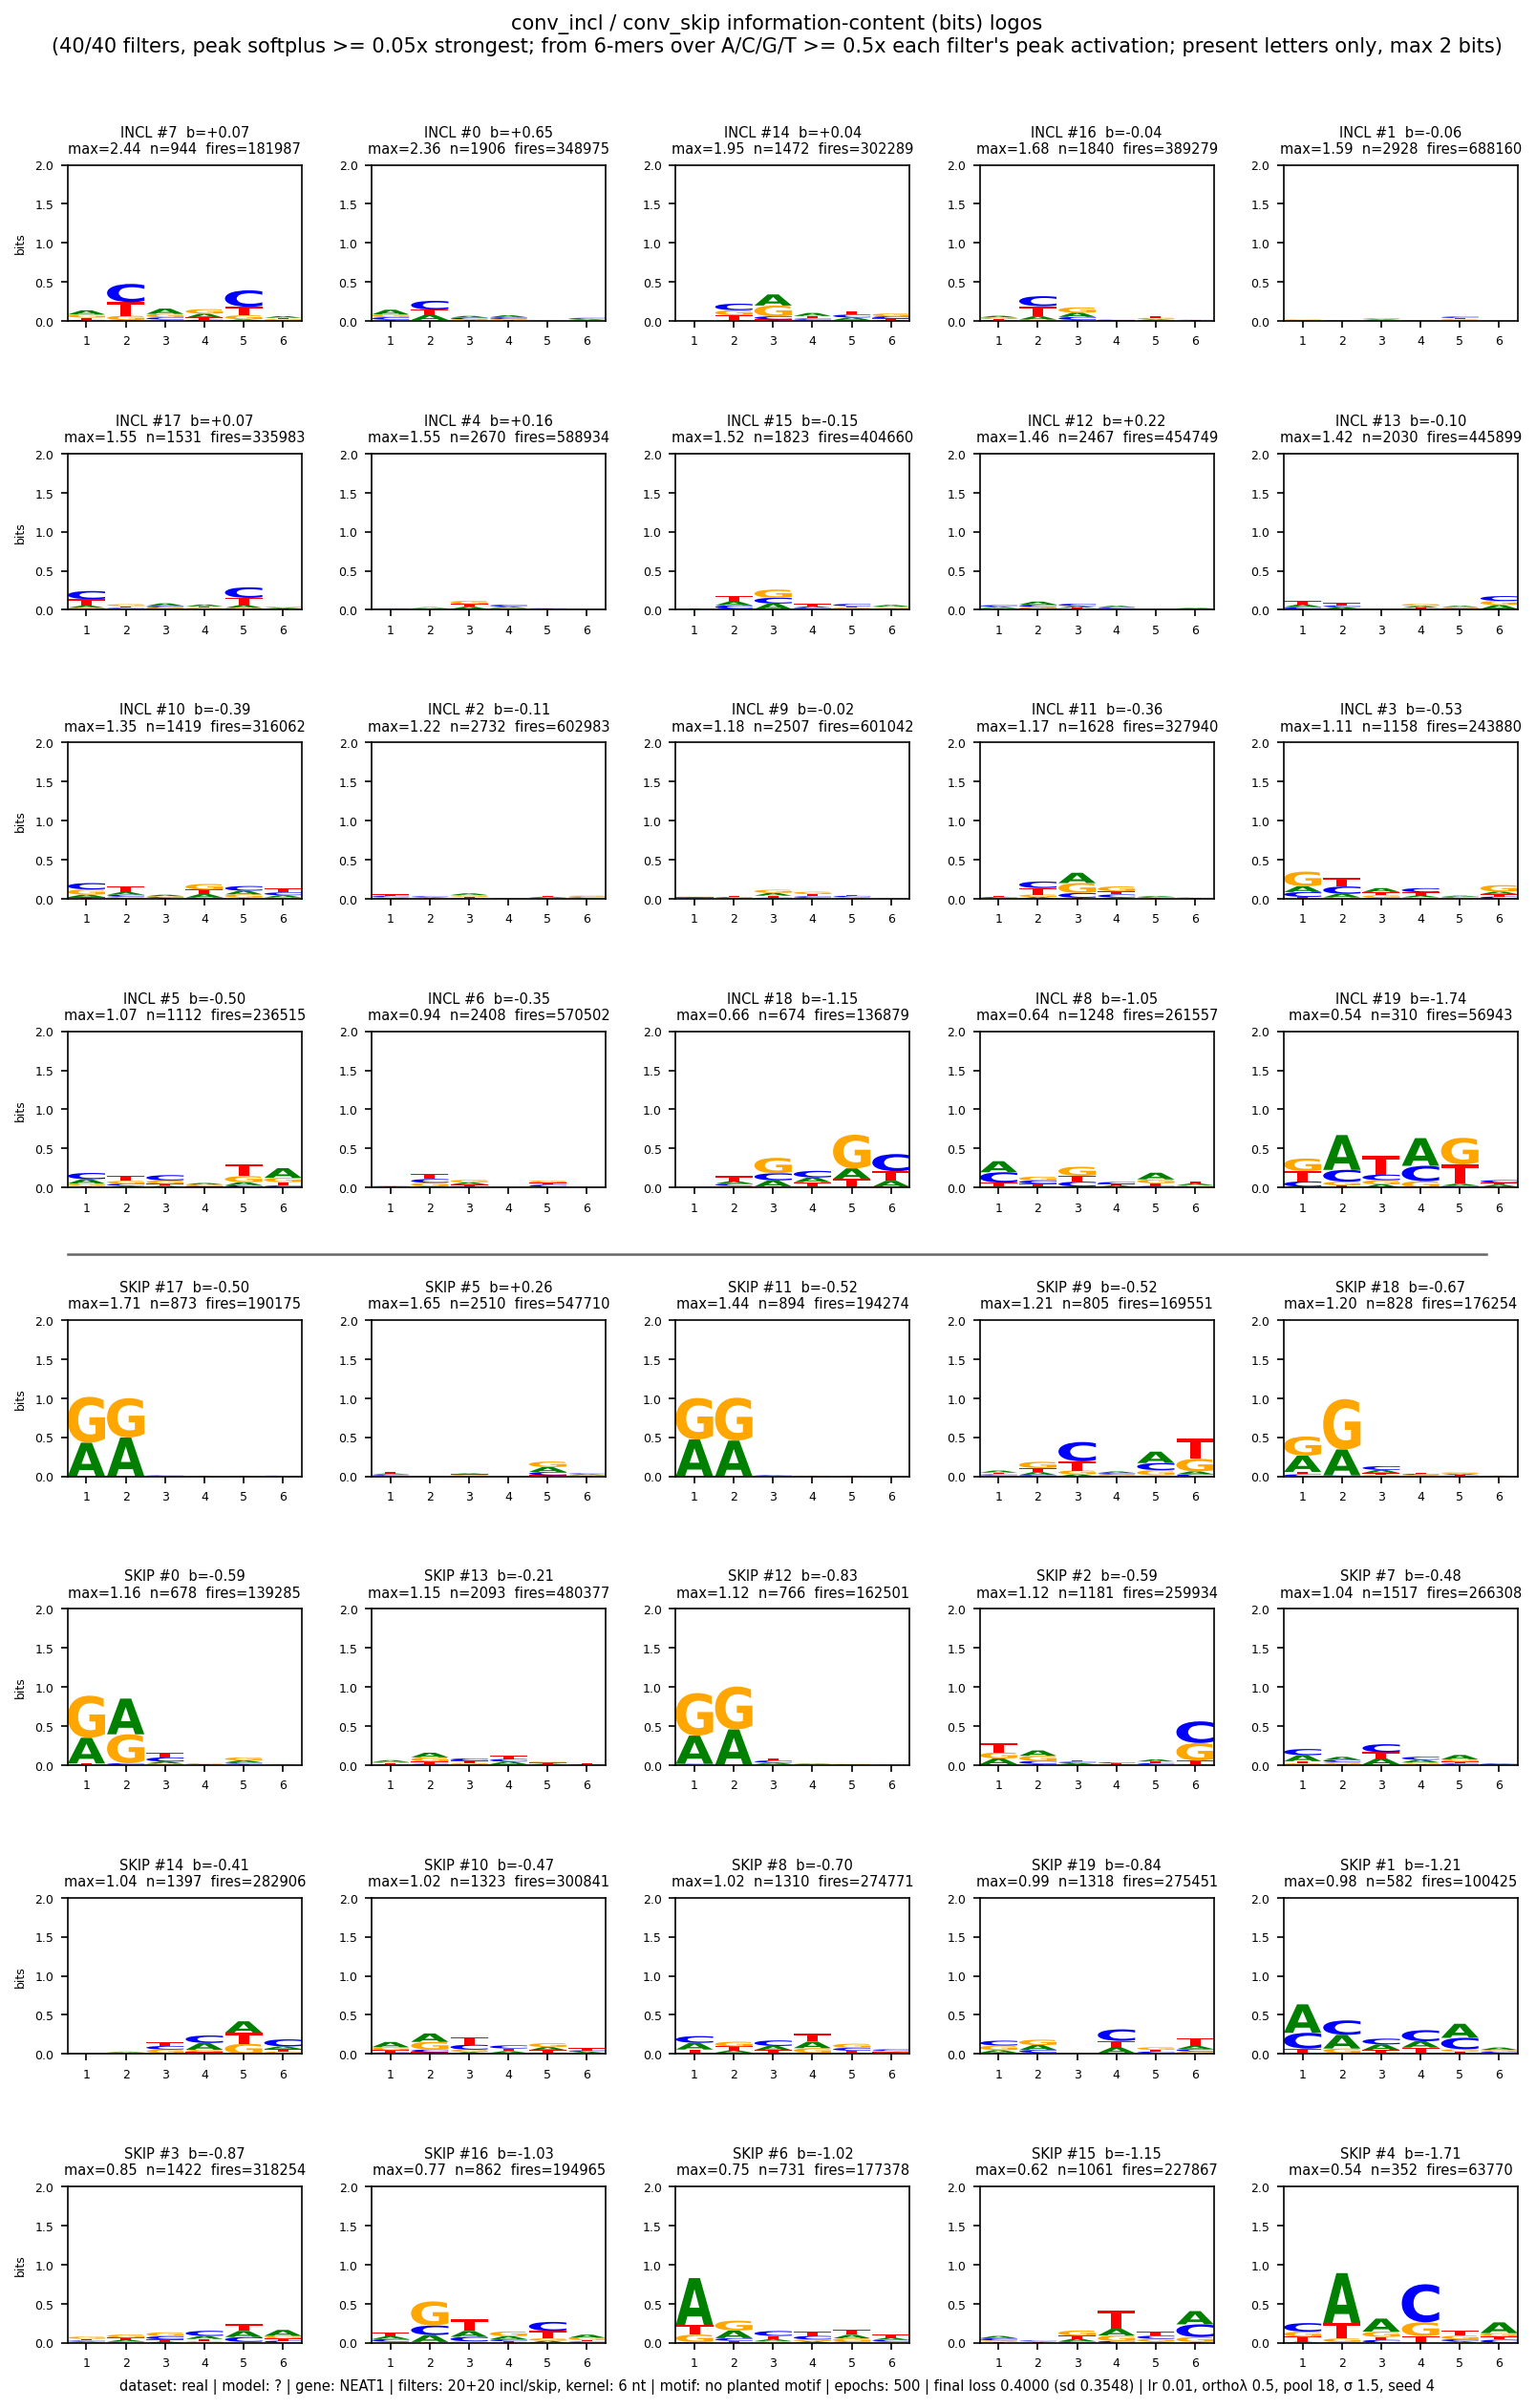 conv_incl / conv_skip information-content (bits) logos
(40/40 filters, peak softplus >= 0.05x strongest; from 6-mers over A/C/G/T >= 0.5x each filter's peak activation; present letters only, max 2 bits)
INCL #7 b=+0.07
max=2.44 n=944 fires=181987
INCL #0 b=+0.65
max=2.36 n=1906 fires=348975
INCL #14 b=+0.04
max=1.95 n=1472 fires=302289
INCL #16 b=-0.04
max=1.68 n=1840 fires=389279
INCL #1 b=-0.06
max=1.59 n=2928 fires=688160
INCL #17 b=+0.07
max=1.55 n=1531 fires=335983
INCL #4 b=+0.16
max=1.55 n=2670 fires=588934
INCL #15 b=-0.15
max=1.52 n=1823 fires=404660
INCL #12 b=+0.22
max=1.46 n=2467 fires=454749
INCL #13 b=-0.10
max=1.42 n=2030 fires=445899
INCL #10 b=-0.39
max=1.35 n=1419 fires=316062
INCL #2 b=-0.11
max=1.22 n=2732 fires=602983
INCL #9 b=-0.02
max=1.18 n=2507 fires=601042
INCL #11 b=-0.36
max=1.17 n=1628 fires=327940
INCL #3 b=-0.53
max=1.11 n=1158 fires=243880
INCL #5 b=-0.50
max=1.07 n=1112 fires=236515
INCL #6 b=-0.35
max=0.94 n=2408 fires=570502
INCL #18 b=-1.15
max=0.66 n=674 fires=136879
INCL #8 b=-1.05
max=0.64 n=1248 fires=261557
INCL #19 b=-1.74
max=0.54 n=310 fires=56943
SKIP #17 b=-0.50
max=1.71 n=873 fires=190175
SKIP #5 b=+0.26
max=1.65 n=2510 fires=547710
SKIP #11 b=-0.52
max=1.44 n=894 fires=194274
SKIP #9 b=-0.52
max=1.21 n=805 fires=169551
SKIP #18 b=-0.67
max=1.20 n=828 fires=176254
SKIP #0 b=-0.59
max=1.16 n=678 fires=139285
SKIP #13 b=-0.21
max=1.15 n=2093 fires=480377
SKIP #12 b=-0.83
max=1.12 n=766 fires=162501
SKIP #2 b=-0.59
max=1.12 n=1181 fires=259934
SKIP #7 b=-0.48
max=1.04 n=1517 fires=266308
SKIP #14 b=-0.41
max=1.04 n=1397 fires=282906
SKIP #10 b=-0.47
max=1.02 n=1323 fires=300841
SKIP #8 b=-0.70
max=1.02 n=1310 fires=274771
SKIP #19 b=-0.84
max=0.99 n=1318 fires=275451
SKIP #1 b=-1.21
max=0.98 n=582 fires=100425
SKIP #3 b=-0.87
max=0.85 n=1422 fires=318254
SKIP #16 b=-1.03
max=0.77 n=862 fires=194965
SKIP #6 b=-1.02
max=0.75 n=731 fires=177378
SKIP #15 b=-1.15
max=0.62 n=1061 fires=227867
SKIP #4 b=-1.71
max=0.54 n=352 fires=63770
dataset: real | model: ? | gene: NEAT1 | filters: 20+20 incl/skip, kernel: 6 nt | motif: no planted motif | epochs: 500 | final loss 0.4000 (sd 0.3548) | lr 0.01, orthoλ 0.5, pool 18, σ 1.5, seed 4